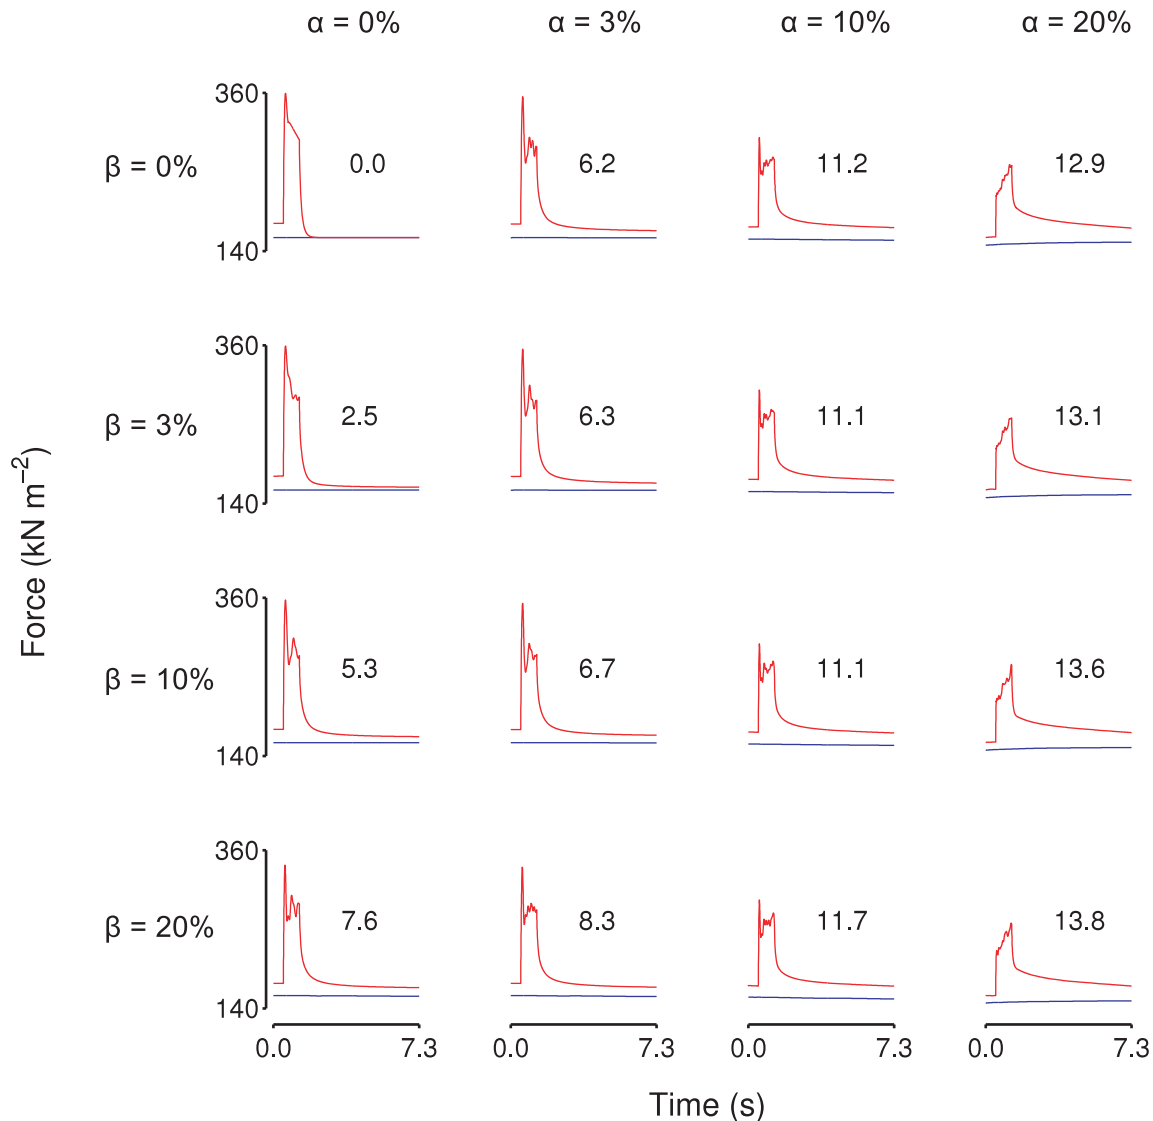 α = 0% α = 3% α = 10% α = 20%
360
β = 0% 0.0 6.2 11.2 12.9
140
360
β = 3% 2.5 6.3 11.1 13.1
140
Force (kN m⁻²)
360
β = 10% 5.3 6.7 11.1 13.6
140
360
β = 20% 7.6 8.3 11.7 13.8
140
0.0 7.3 0.0 7.3 0.0 7.3 0.0 7.3
Time (s)